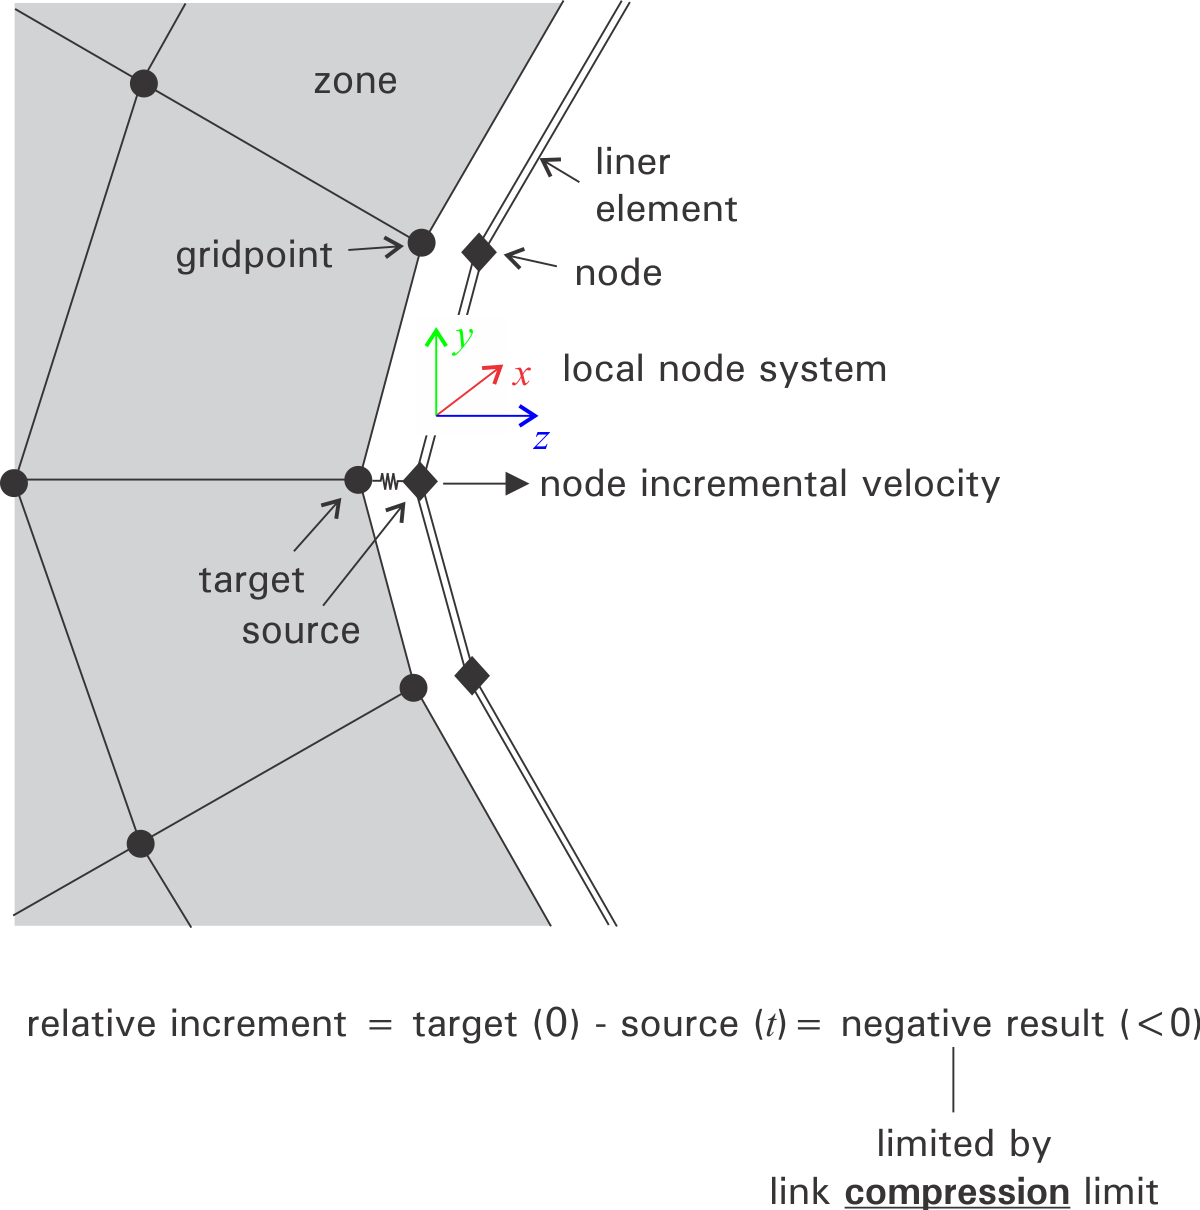 zone
liner
element
gridpoint
node
y
x
local node system
z
node incremental velocity
target
source
relative increment = target (0) - source (t) = negative result (<0)
limited by
link compression limit